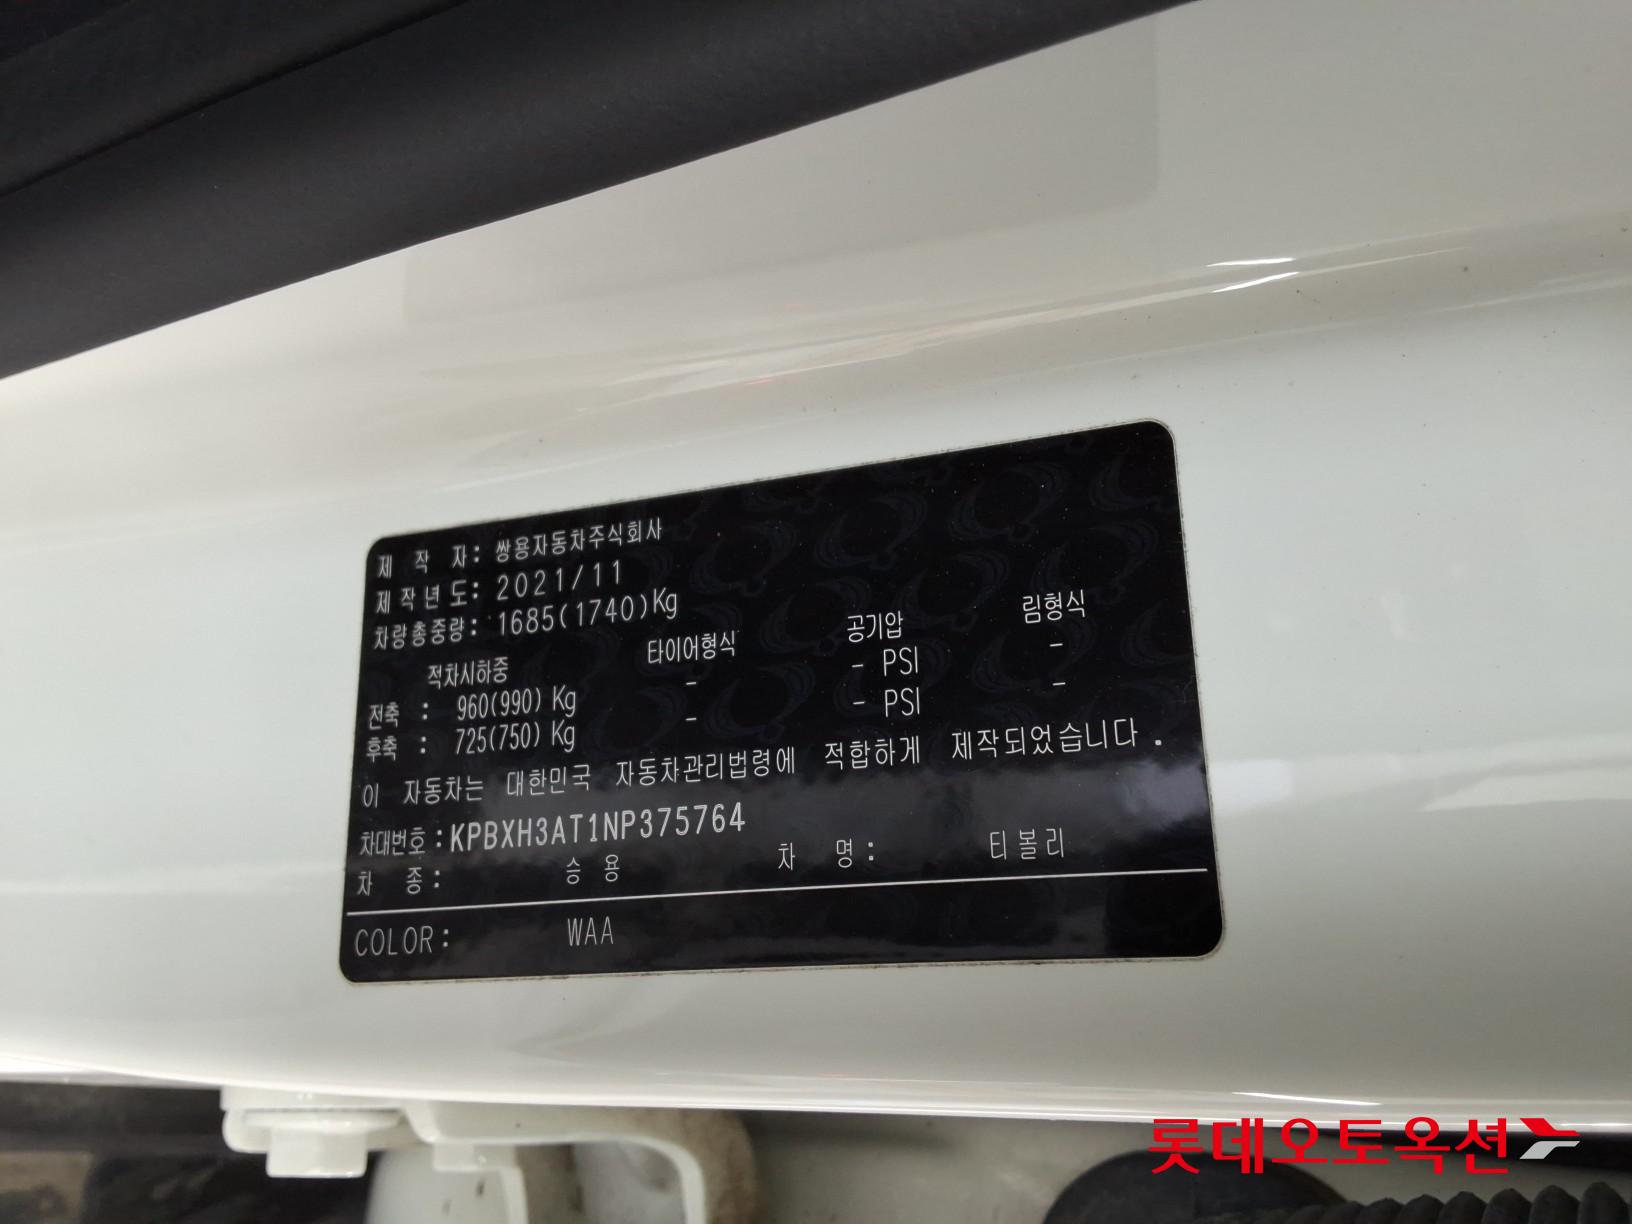 제 작 자: 쌍용자동차주식회사
제작년도: 2021/11
차량총중량: 1685(1740)Kg
적차시하중 타이어형식 공기압 림형식
전축 : 960(990) Kg - - PSI -
후축 : 725(750) Kg - - PSI -
이 자동차는 대한민국 자동차관리법령에 적합하게 제작되었습니다.
차대번호:KPBXH3AT1NP375764
차 종: 승용 차 명: 티볼리
COLOR: WAA
롯데오토옥션